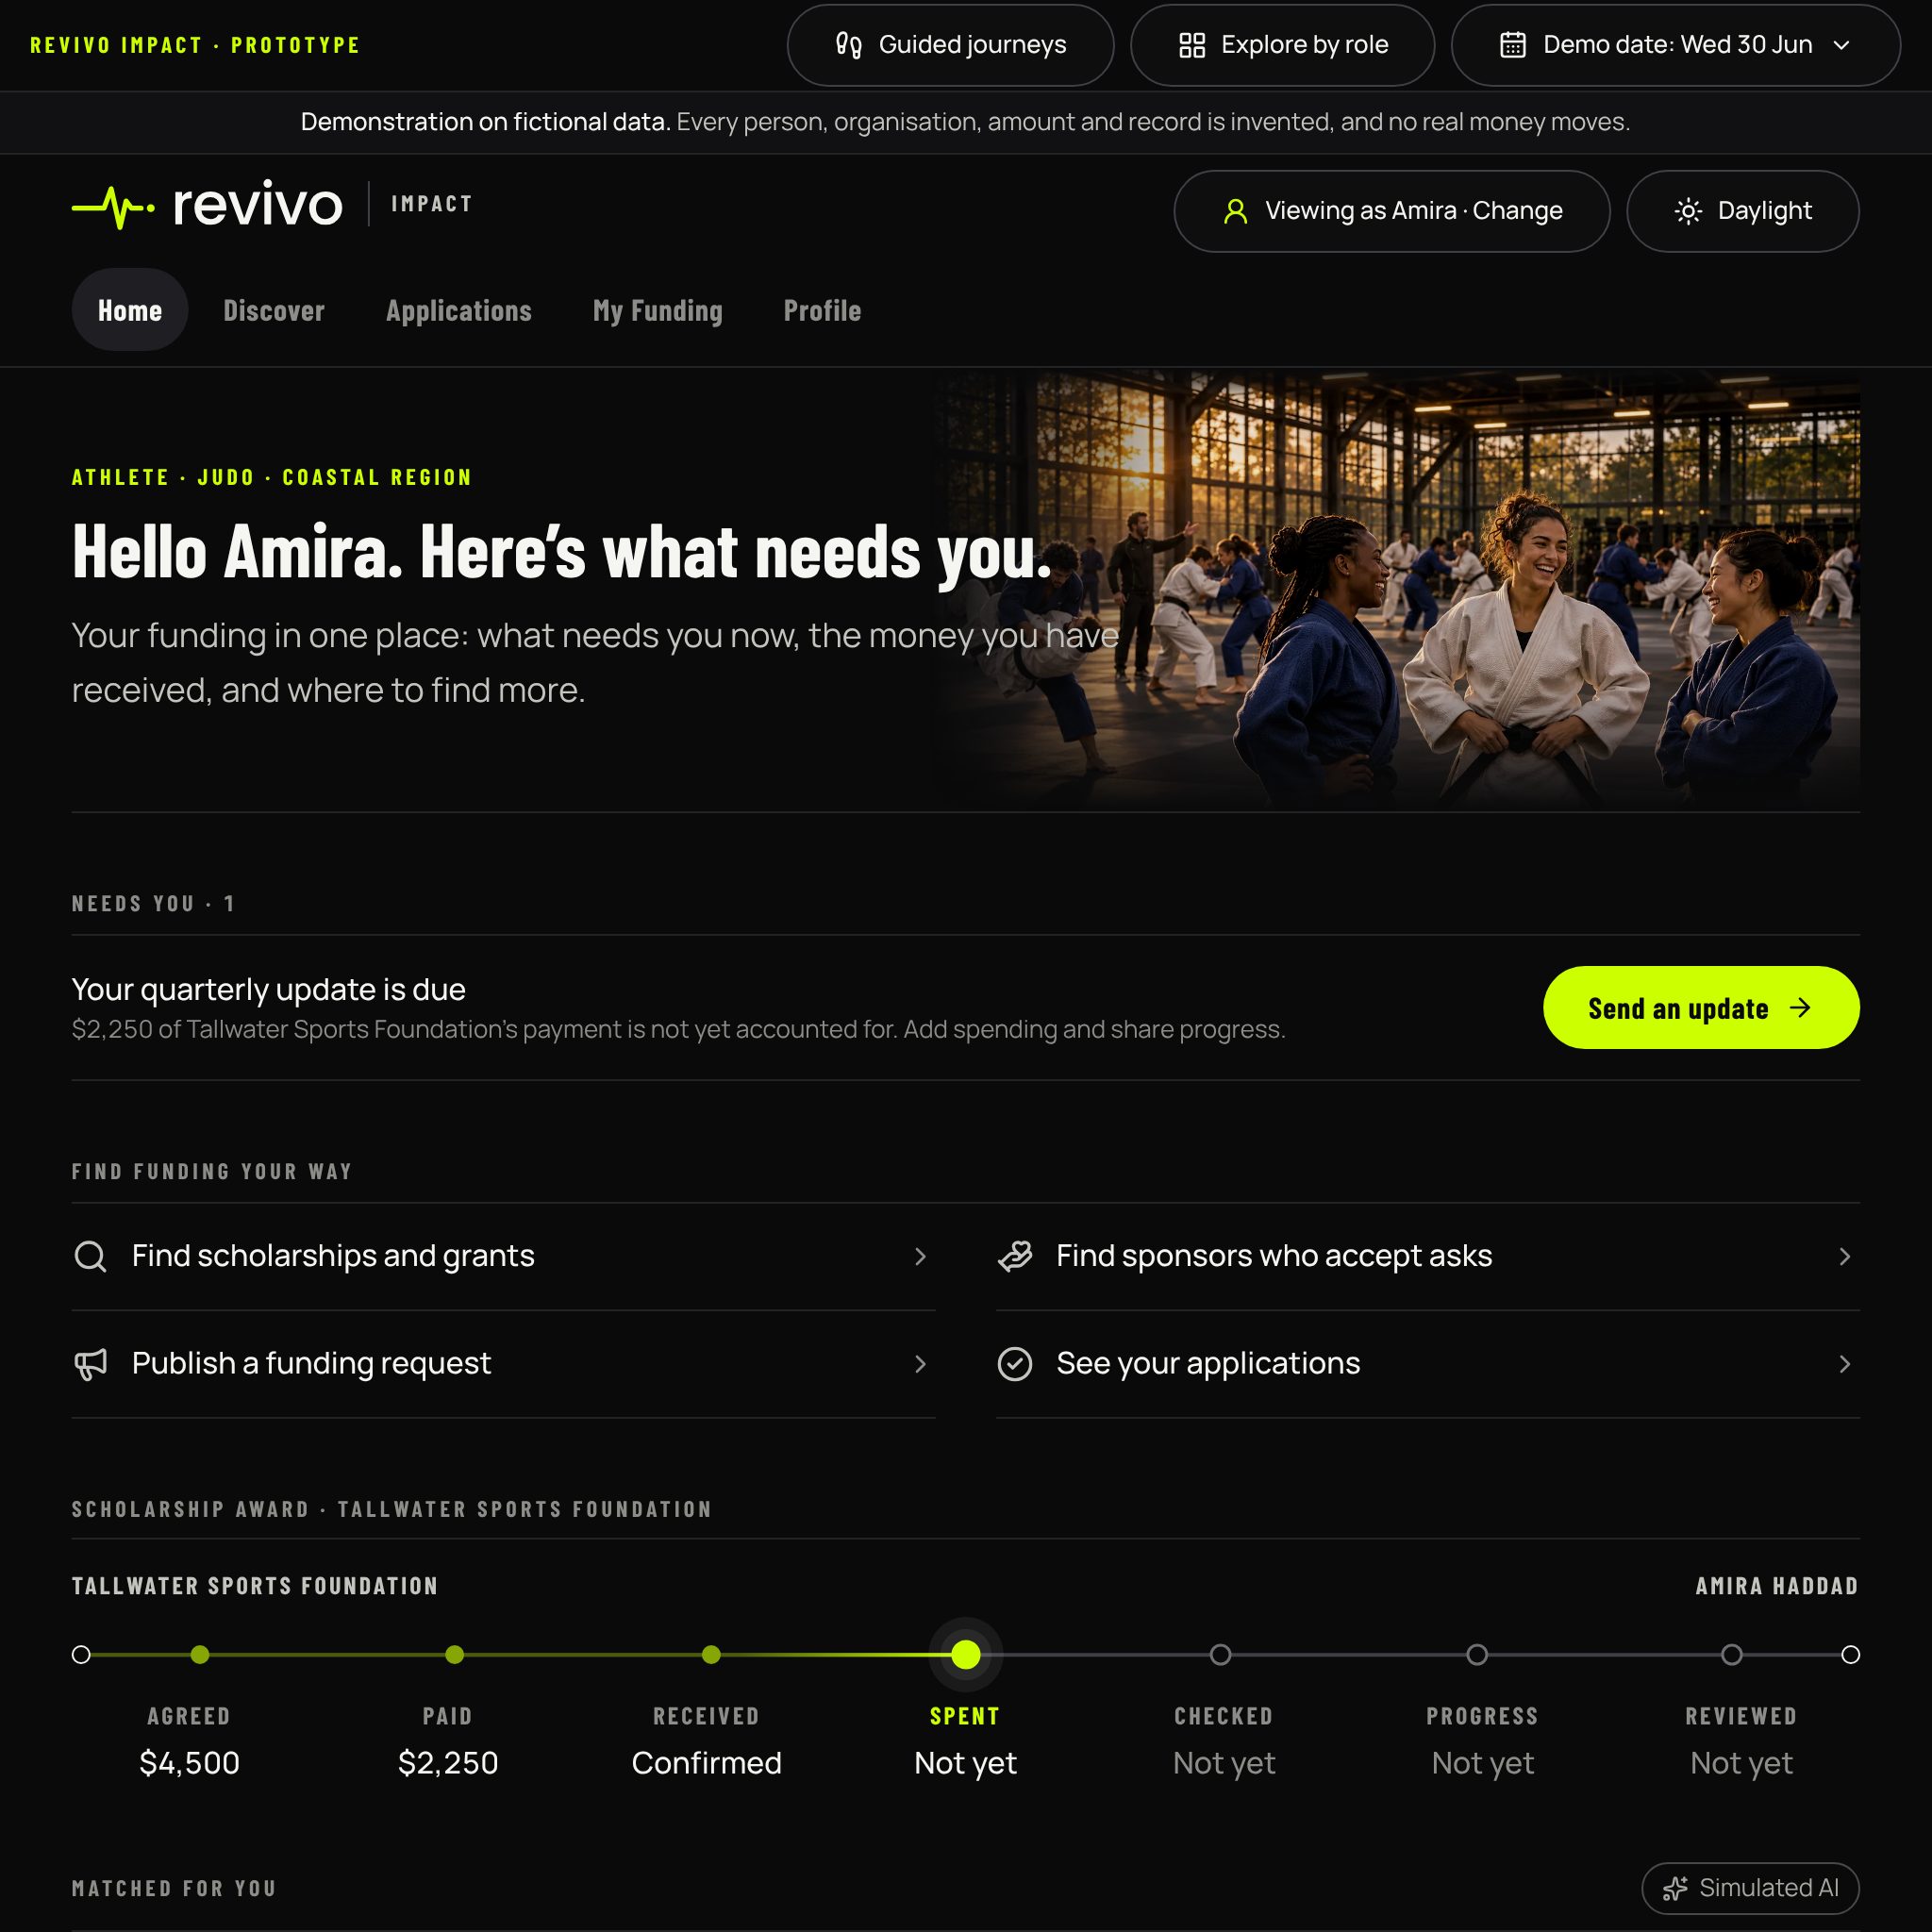 REVIVO IMPACT · PROTOTYPE
Guided journeys
Explore by role
Demo date: Wed 30 Jun
Demonstration on fictional data. Every person, organisation, amount and record is invented, and no real money moves.
revivo
IMPACT
Viewing as Amira · Change
Daylight
Home
Discover
Applications
My Funding
Profile
ATHLETE · JUDO · COASTAL REGION
Hello Amira. Here’s what needs you.
Your funding in one place: what needs you now, the money you have
received, and where to find more.
NEEDS YOU · 1
Your quarterly update is due
$2,250 of Tallwater Sports Foundation’s payment is not yet accounted for. Add spending and share progress.
Send an update
FIND FUNDING YOUR WAY
Find scholarships and grants
Find sponsors who accept asks
Publish a funding request
See your applications
SCHOLARSHIP AWARD · TALLWATER SPORTS FOUNDATION
TALLWATER SPORTS FOUNDATION
AMIRA HADDAD
AGREED
$4,500
PAID
$2,250
RECEIVED
Confirmed
SPENT
Not yet
CHECKED
Not yet
PROGRESS
Not yet
REVIEWED
Not yet
MATCHED FOR YOU
Simulated AI